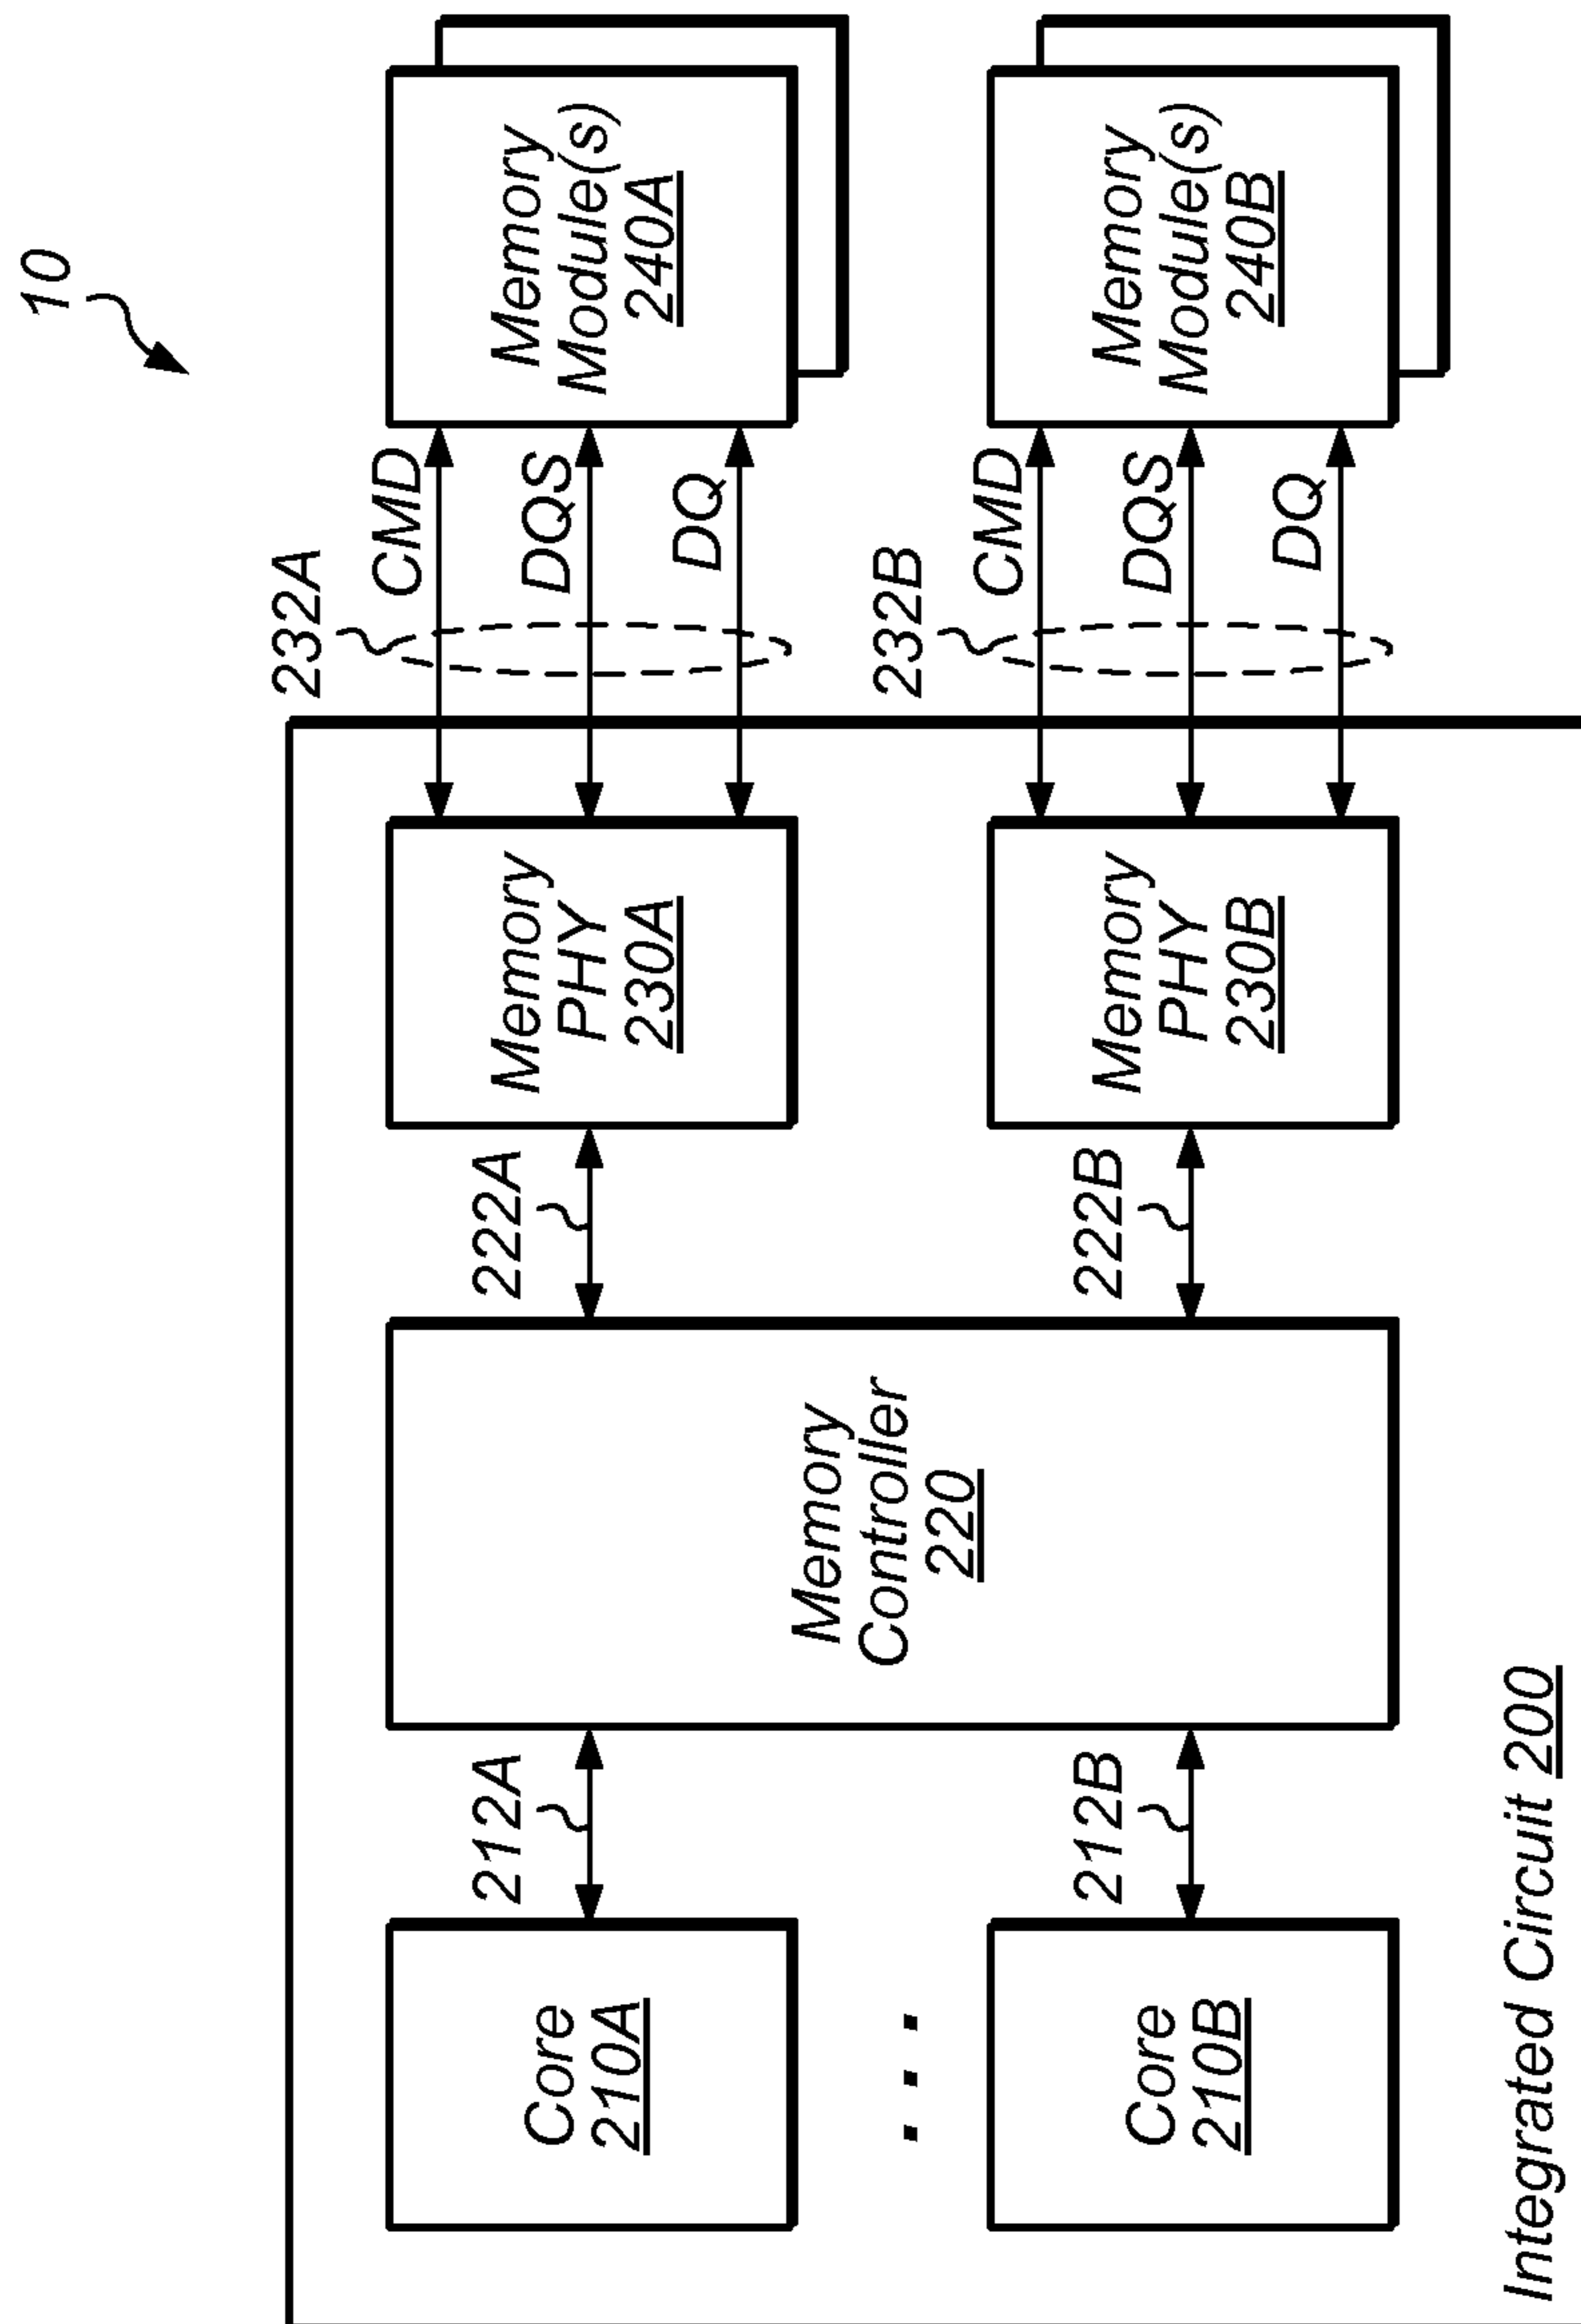 10
232A
CMD
DQS
DQ
Memory
Module(s)
240A
Memory
PHY
230A
222A
212A
Core
210A
Memory
Controller
220
232B
CMD
DQS
DQ
Memory
Module(s)
240B
Memory
PHY
230B
222B
212B
Core
210B
Integrated Circuit 200